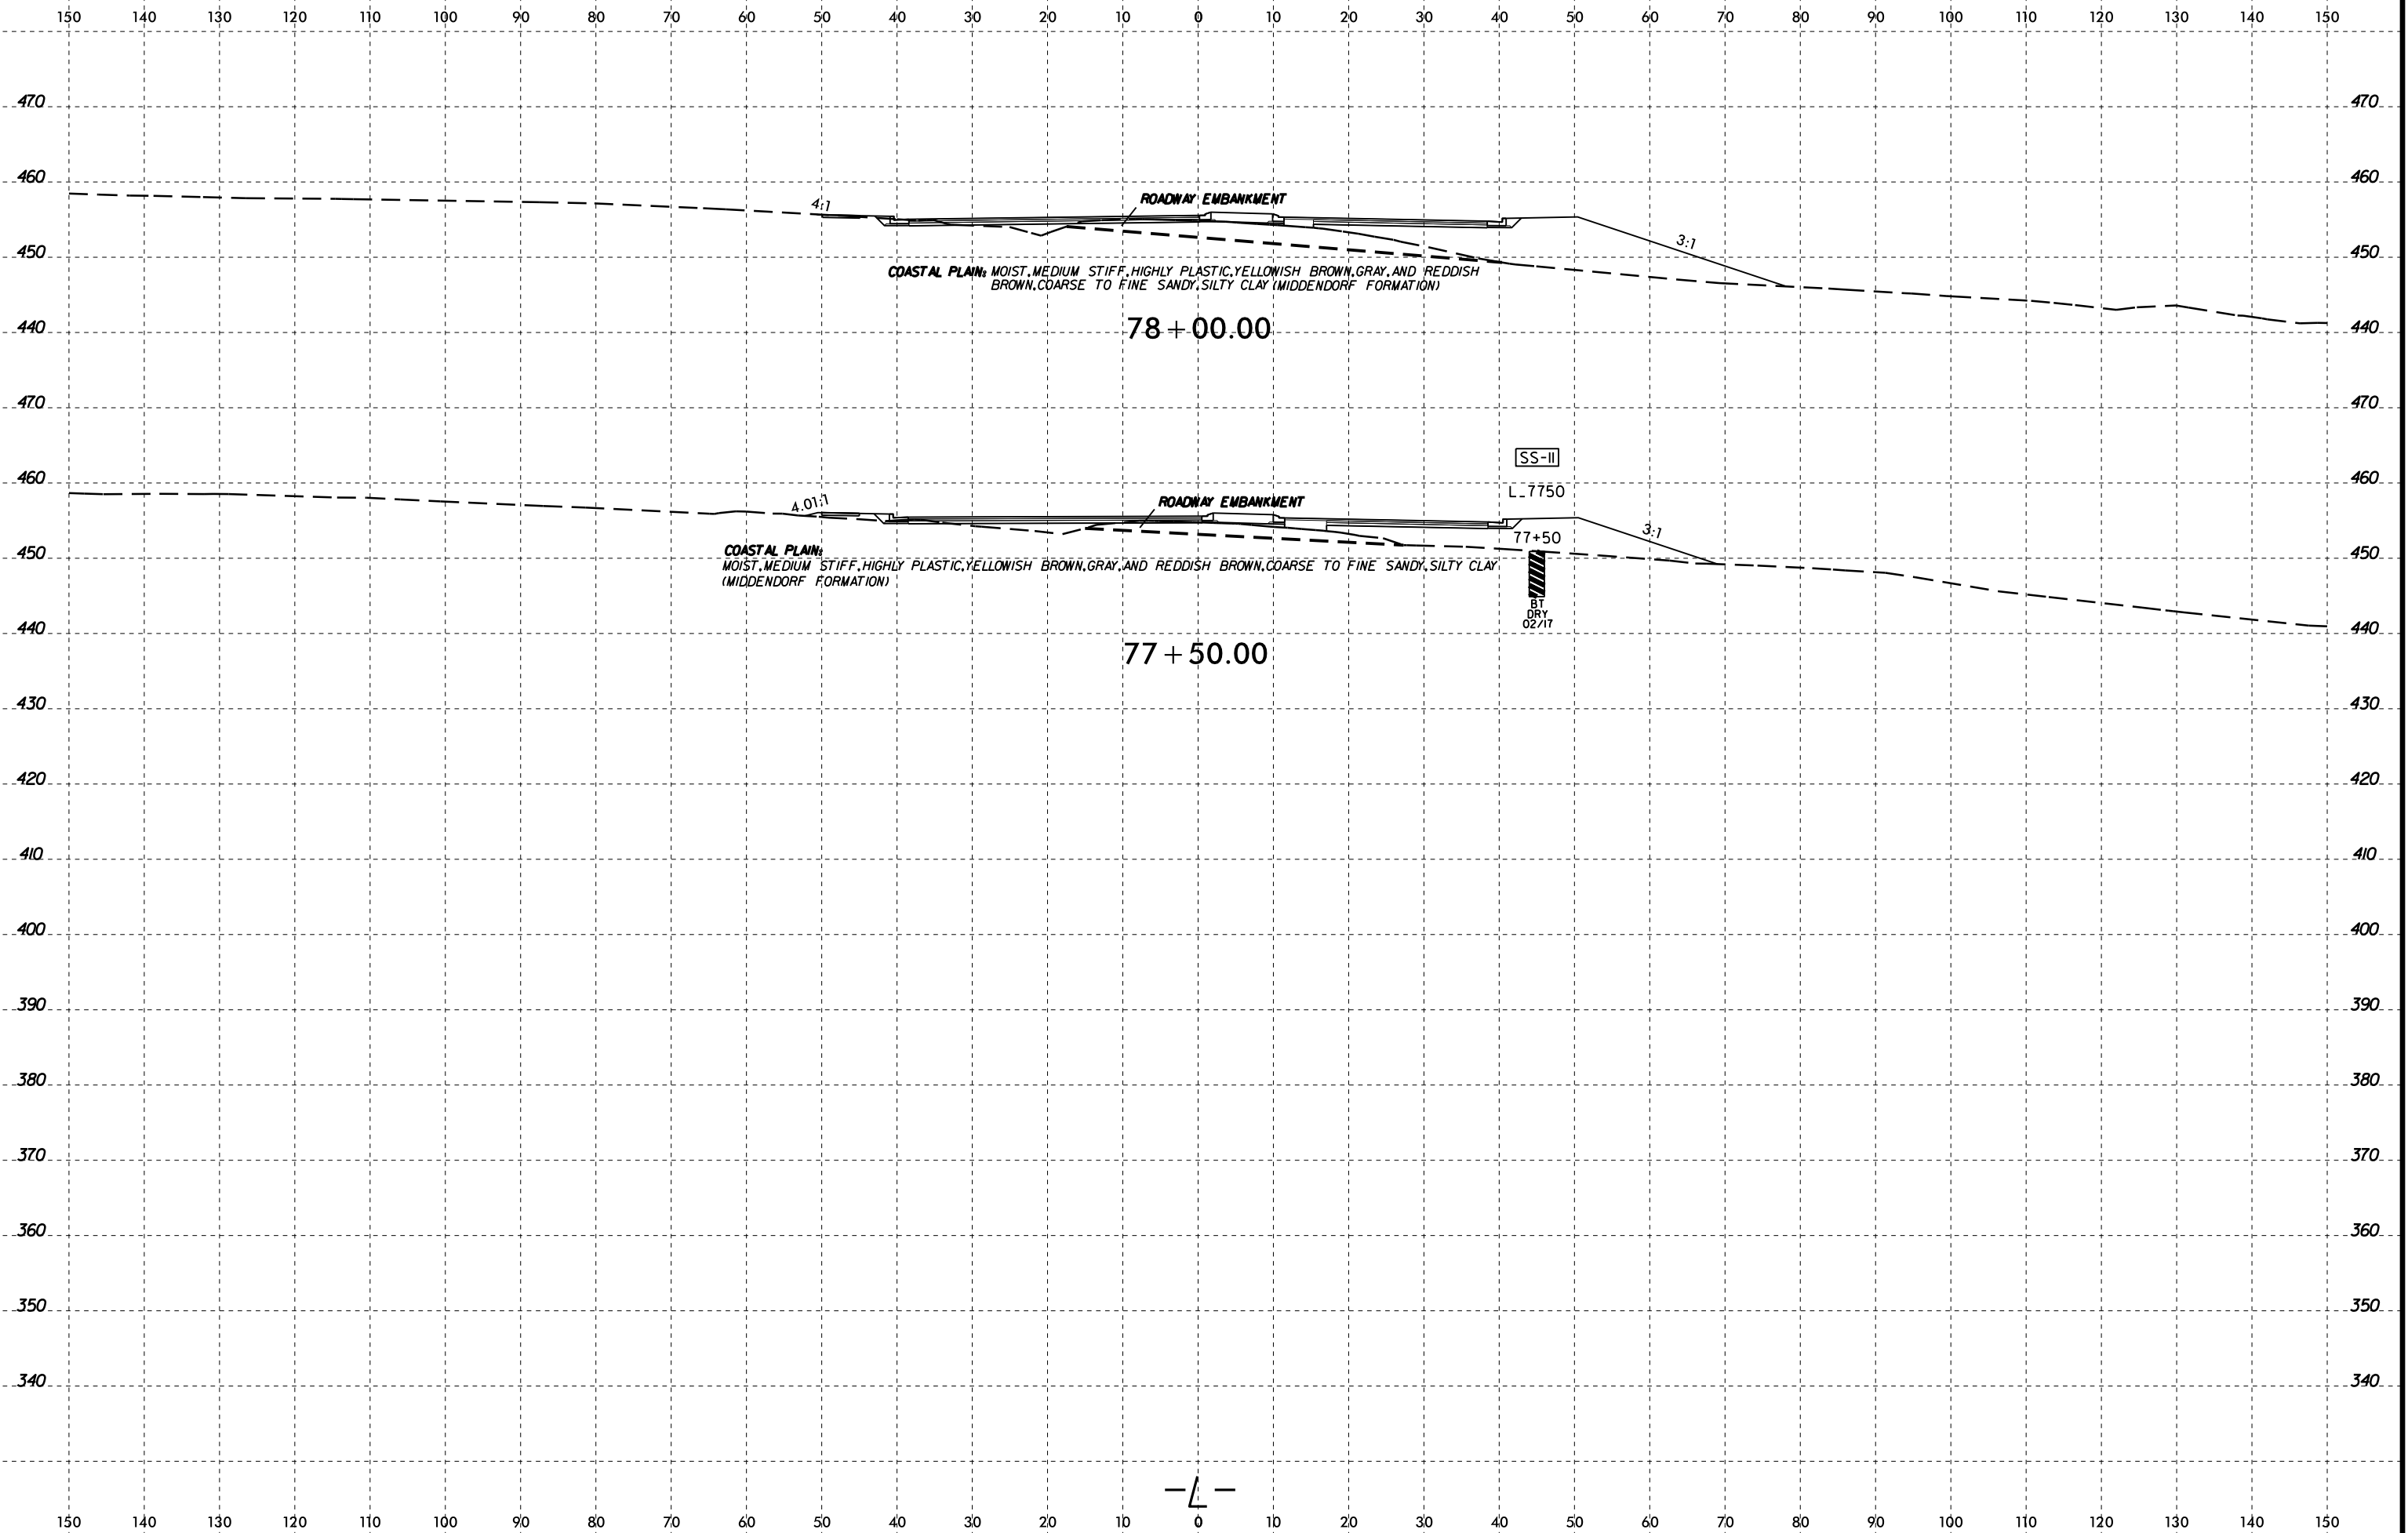 150 140 130 120 110 100 90 80 70 60 50 40 30 20 10 0 10 20 30 40 50 60 70 80 90 100 110 120 130 140 150
470 470
460 460
4:1
ROADWAY EMBANKMENT
3:1
450 450
COASTAL PLAIN: MOIST, MEDIUM STIFF, HIGHLY PLASTIC, YELLOWISH BROWN, GRAY, AND REDDISH
BROWN, COARSE TO FINE SANDY, SILTY CLAY (MIDDENDORF FORMATION)
440 440
78+00.00
470 470
SS-11
460 460
L_7750
4.01:1
ROADWAY EMBANKMENT
3:1
77+50
450 450
COASTAL PLAIN:
MOIST, MEDIUM STIFF, HIGHLY PLASTIC, YELLOWISH BROWN, GRAY, AND REDDISH BROWN, COARSE TO FINE SANDY, SILTY CLAY
(MIDDENDORF FORMATION)
BT
DRY
02/17
440 440
77+50.00
430 430
420 420
410 410
400 400
390 390
380 380
370 370
360 360
350 350
340 340
-L-
150 140 130 120 110 100 90 80 70 60 50 40 30 20 10 0 10 20 30 40 50 60 70 80 90 100 110 120 130 140 150